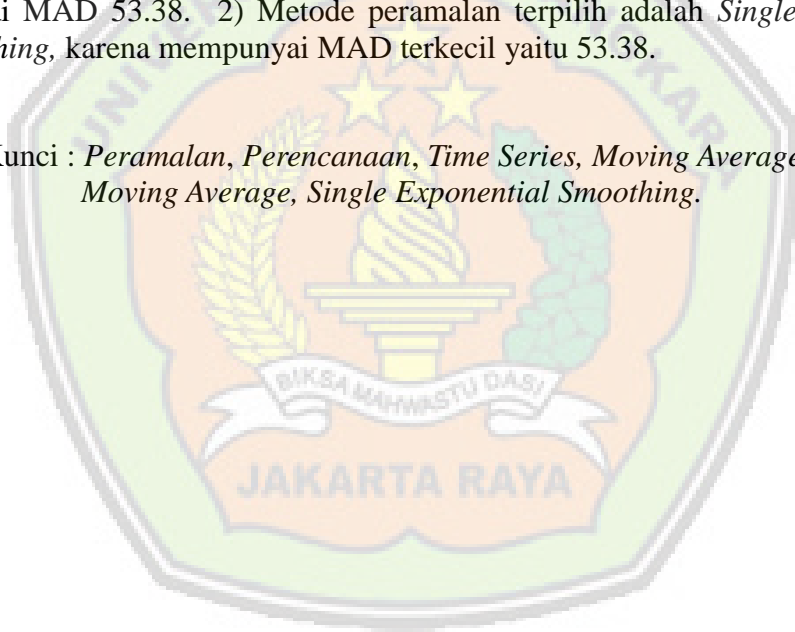 ai MAD 53.38. 2) Metode peramalan terpilih adalah Single
hing, karena mempunyai MAD terkecil yaitu 53.38.
Kunci : Peramalan, Perencanaan, Time Series, Moving Average
Moving Average, Single Exponential Smoothing.
BIKSA MAHWASTU DASI
JAKARTA RAYA